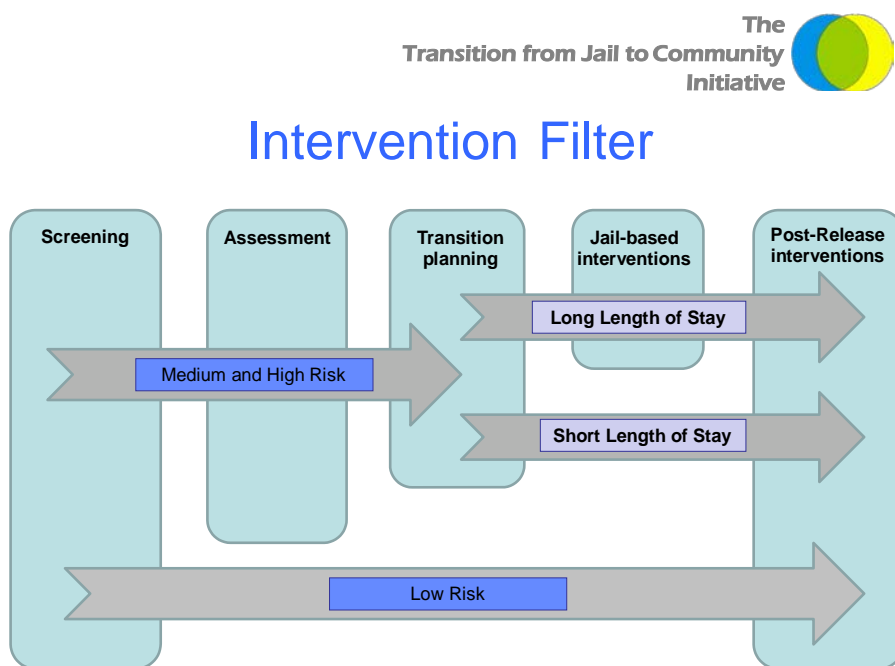 The
Transition from Jail to Community
Initiative
Intervention Filter
Screening
Assessment
Transition
planning
Jail-based
interventions
Post-Release
interventions
Long Length of Stay
Medium and High Risk
Short Length of Stay
Low Risk